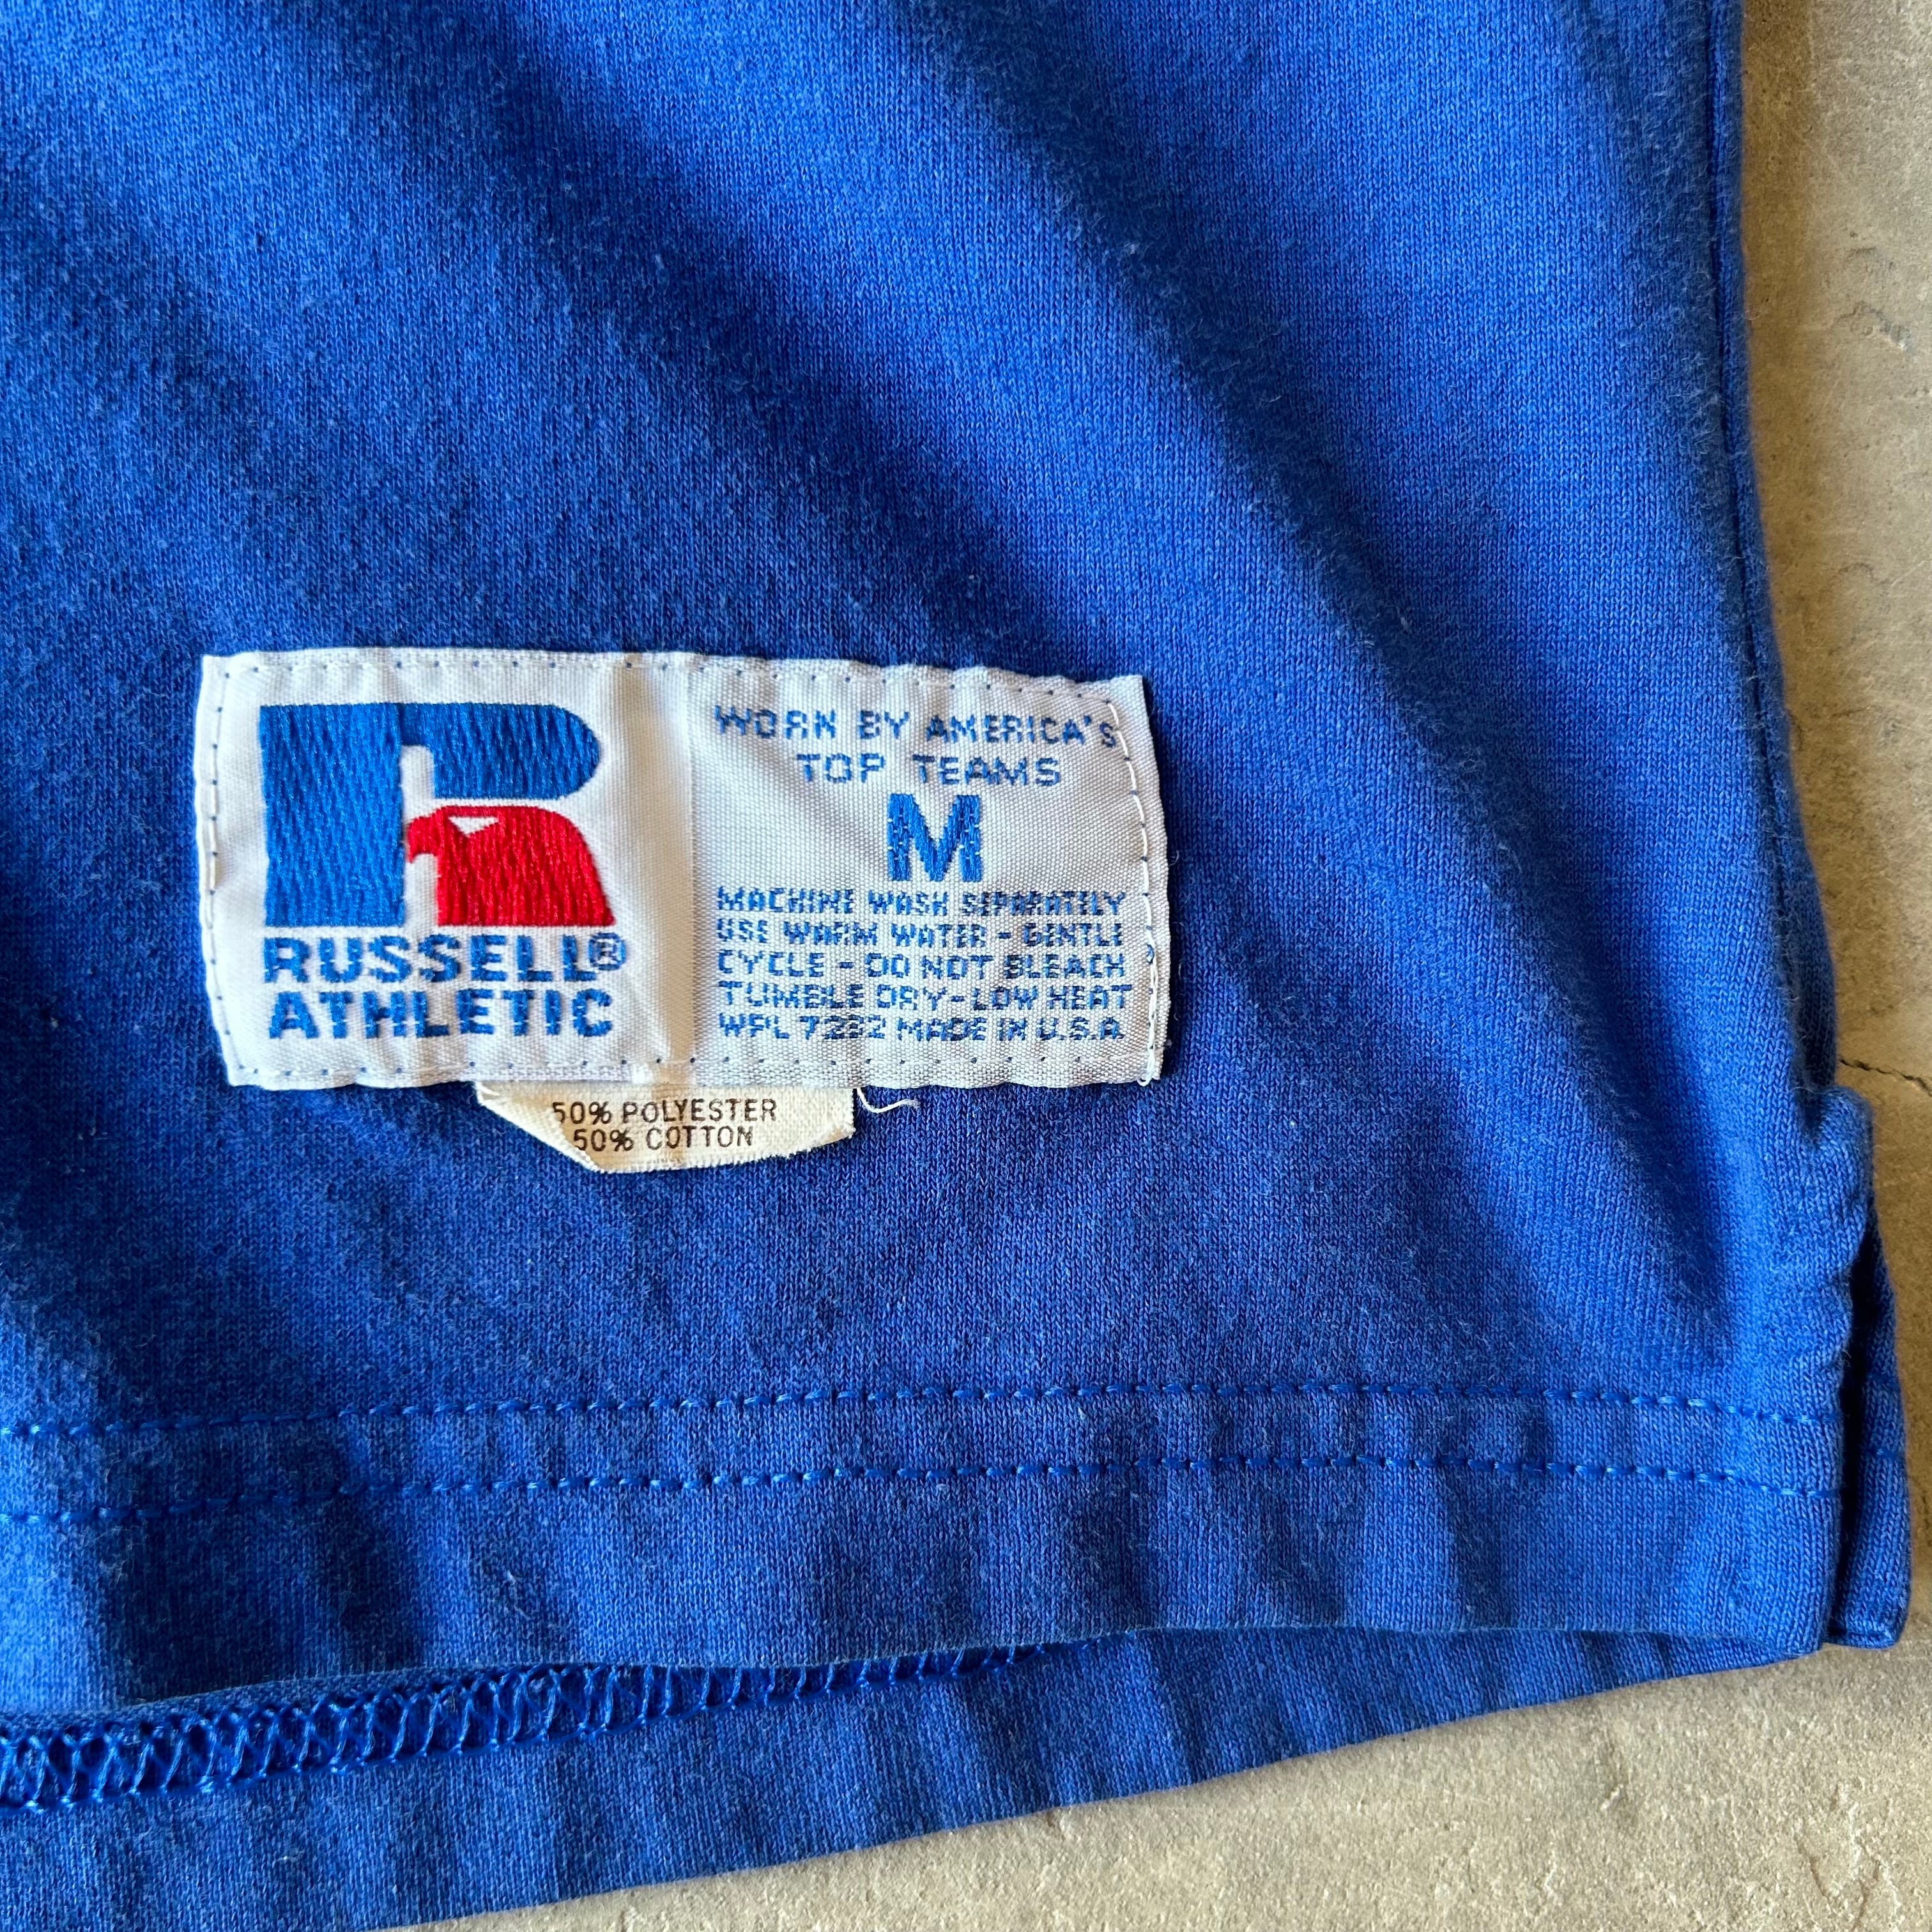 RUSSELL®
ATHLETIC
WORN BY AMERICA'S
TOP TEAMS
M
MACHINE WASH SEPARATELY
USE WARM WATER - GENTLE
CYCLE - DO NOT BLEACH
TUMBLE DRY - LOW HEAT
WPL 7232 MADE IN U.S.A
50% POLYESTER
50% COTTON